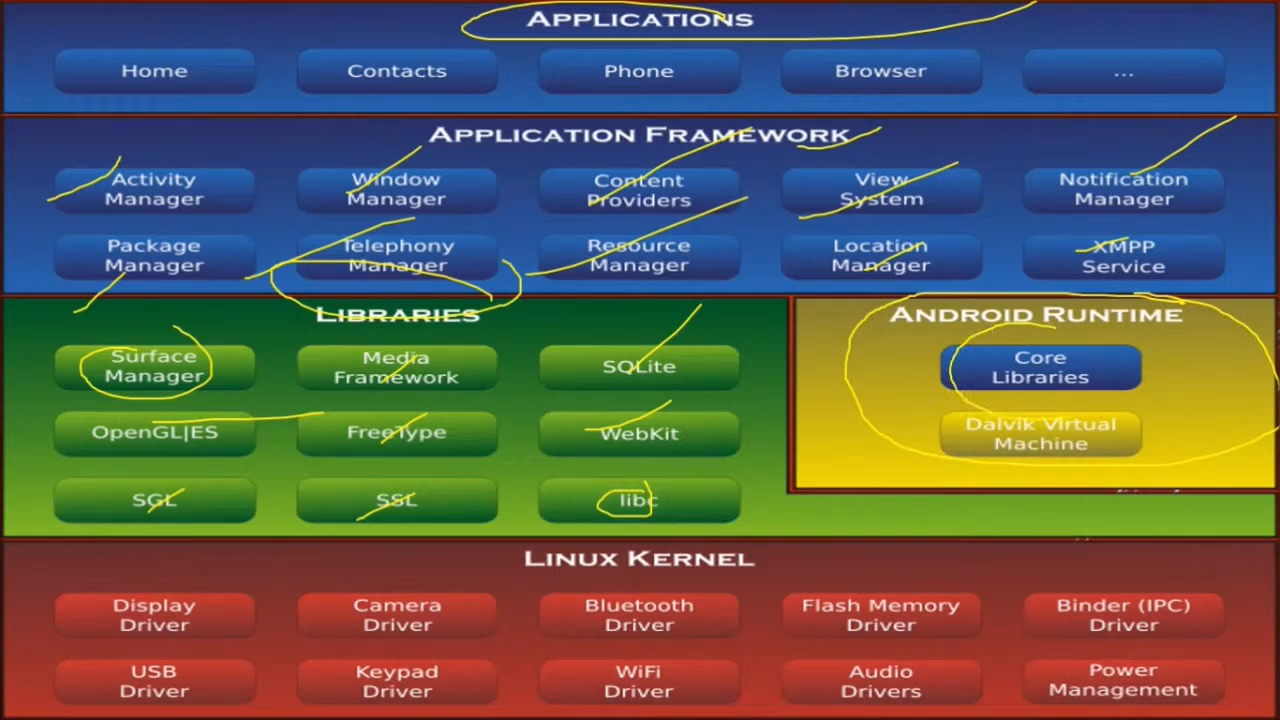 APPLICATIONS
Home Contacts Phone Browser ...
APPLICATION FRAMEWORK
Activity Manager
Window Manager
Content Providers
View System
Notification Manager
Package Manager
Telephony Manager
Resource Manager
Location Manager
XMPP Service
LIBRARIES
Surface Manager
Media Framework
SQLite
OpenGL|ES
FreeType
WebKit
SGL
SSL
libc
ANDROID RUNTIME
Core Libraries
Dalvik Virtual Machine
LINUX KERNEL
Display Driver
Camera Driver
Bluetooth Driver
Flash Memory Driver
Binder (IPC) Driver
USB Driver
Keypad Driver
WiFi Driver
Audio Drivers
Power Management